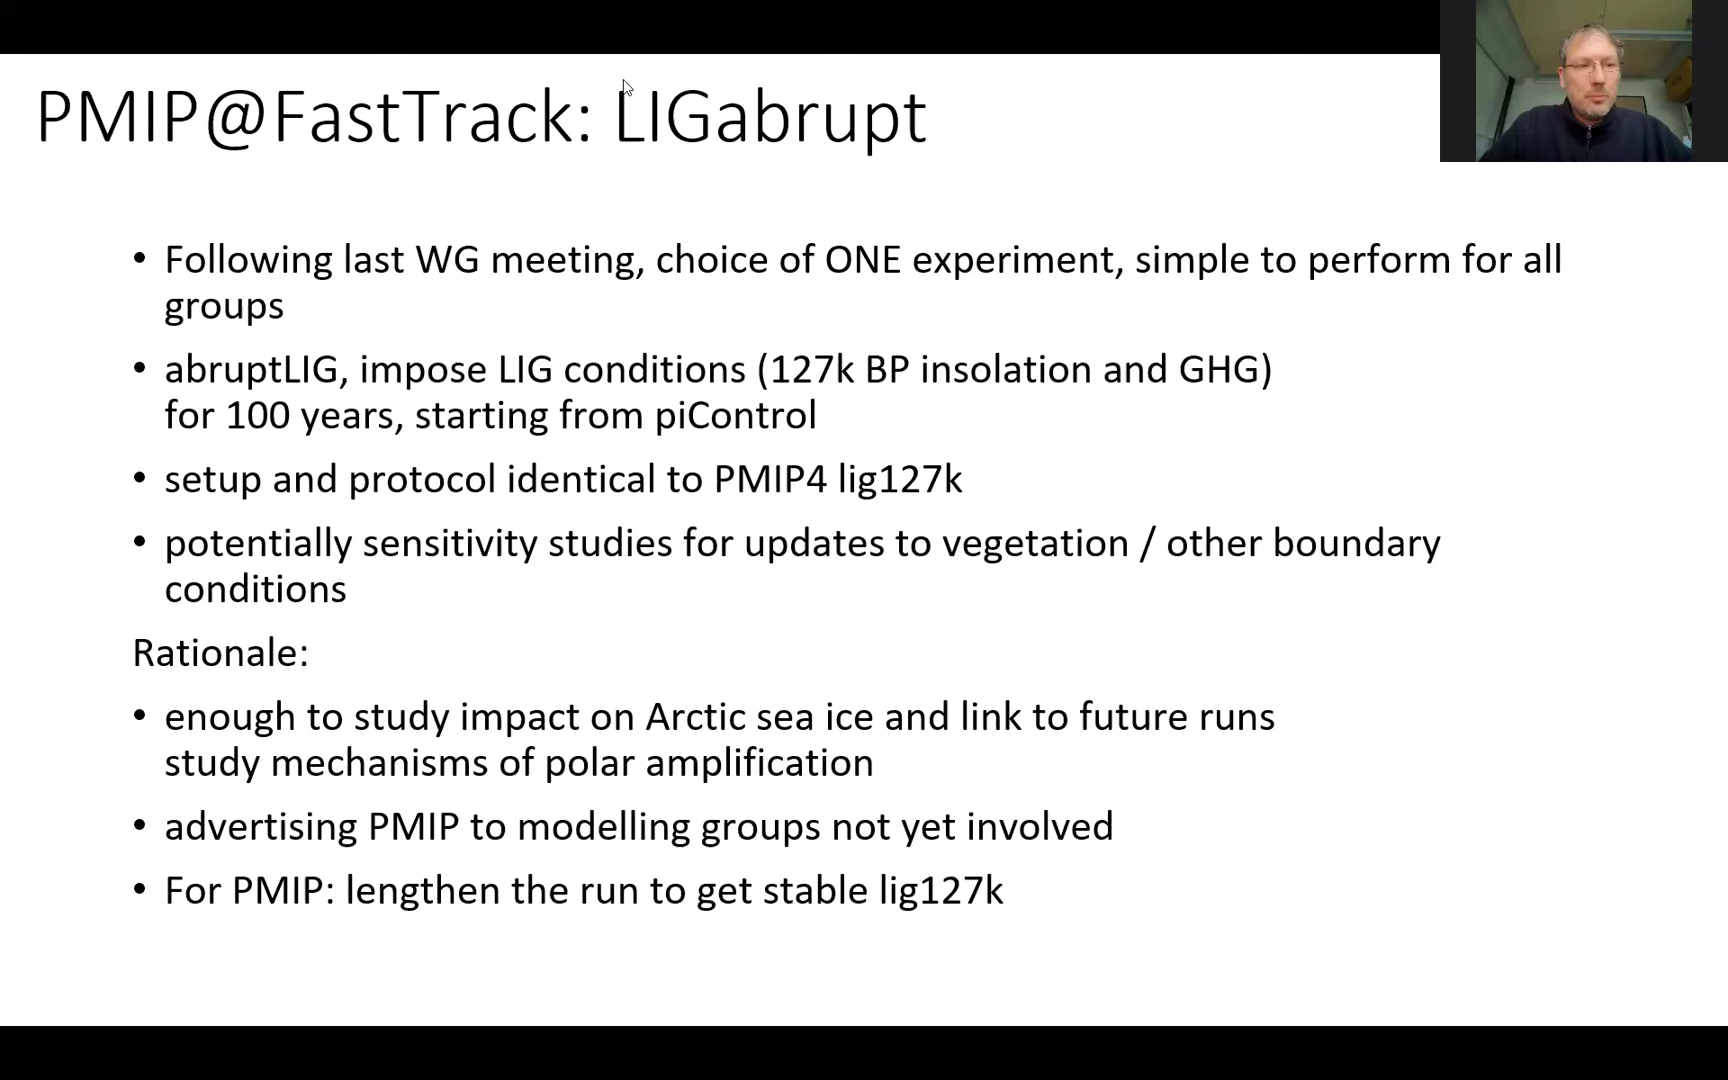 PMIP@FastTrack: LIGabrupt
• Following last WG meeting, choice of ONE experiment, simple to perform for all
groups
• abruptLIG, impose LIG conditions (127k BP insolation and GHG)
for 100 years, starting from piControl
• setup and protocol identical to PMIP4 lig127k
• potentially sensitivity studies for updates to vegetation / other boundary
conditions
Rationale:
• enough to study impact on Arctic sea ice and link to future runs
study mechanisms of polar amplification
• advertising PMIP to modelling groups not yet involved
• For PMIP: lengthen the run to get stable lig127k